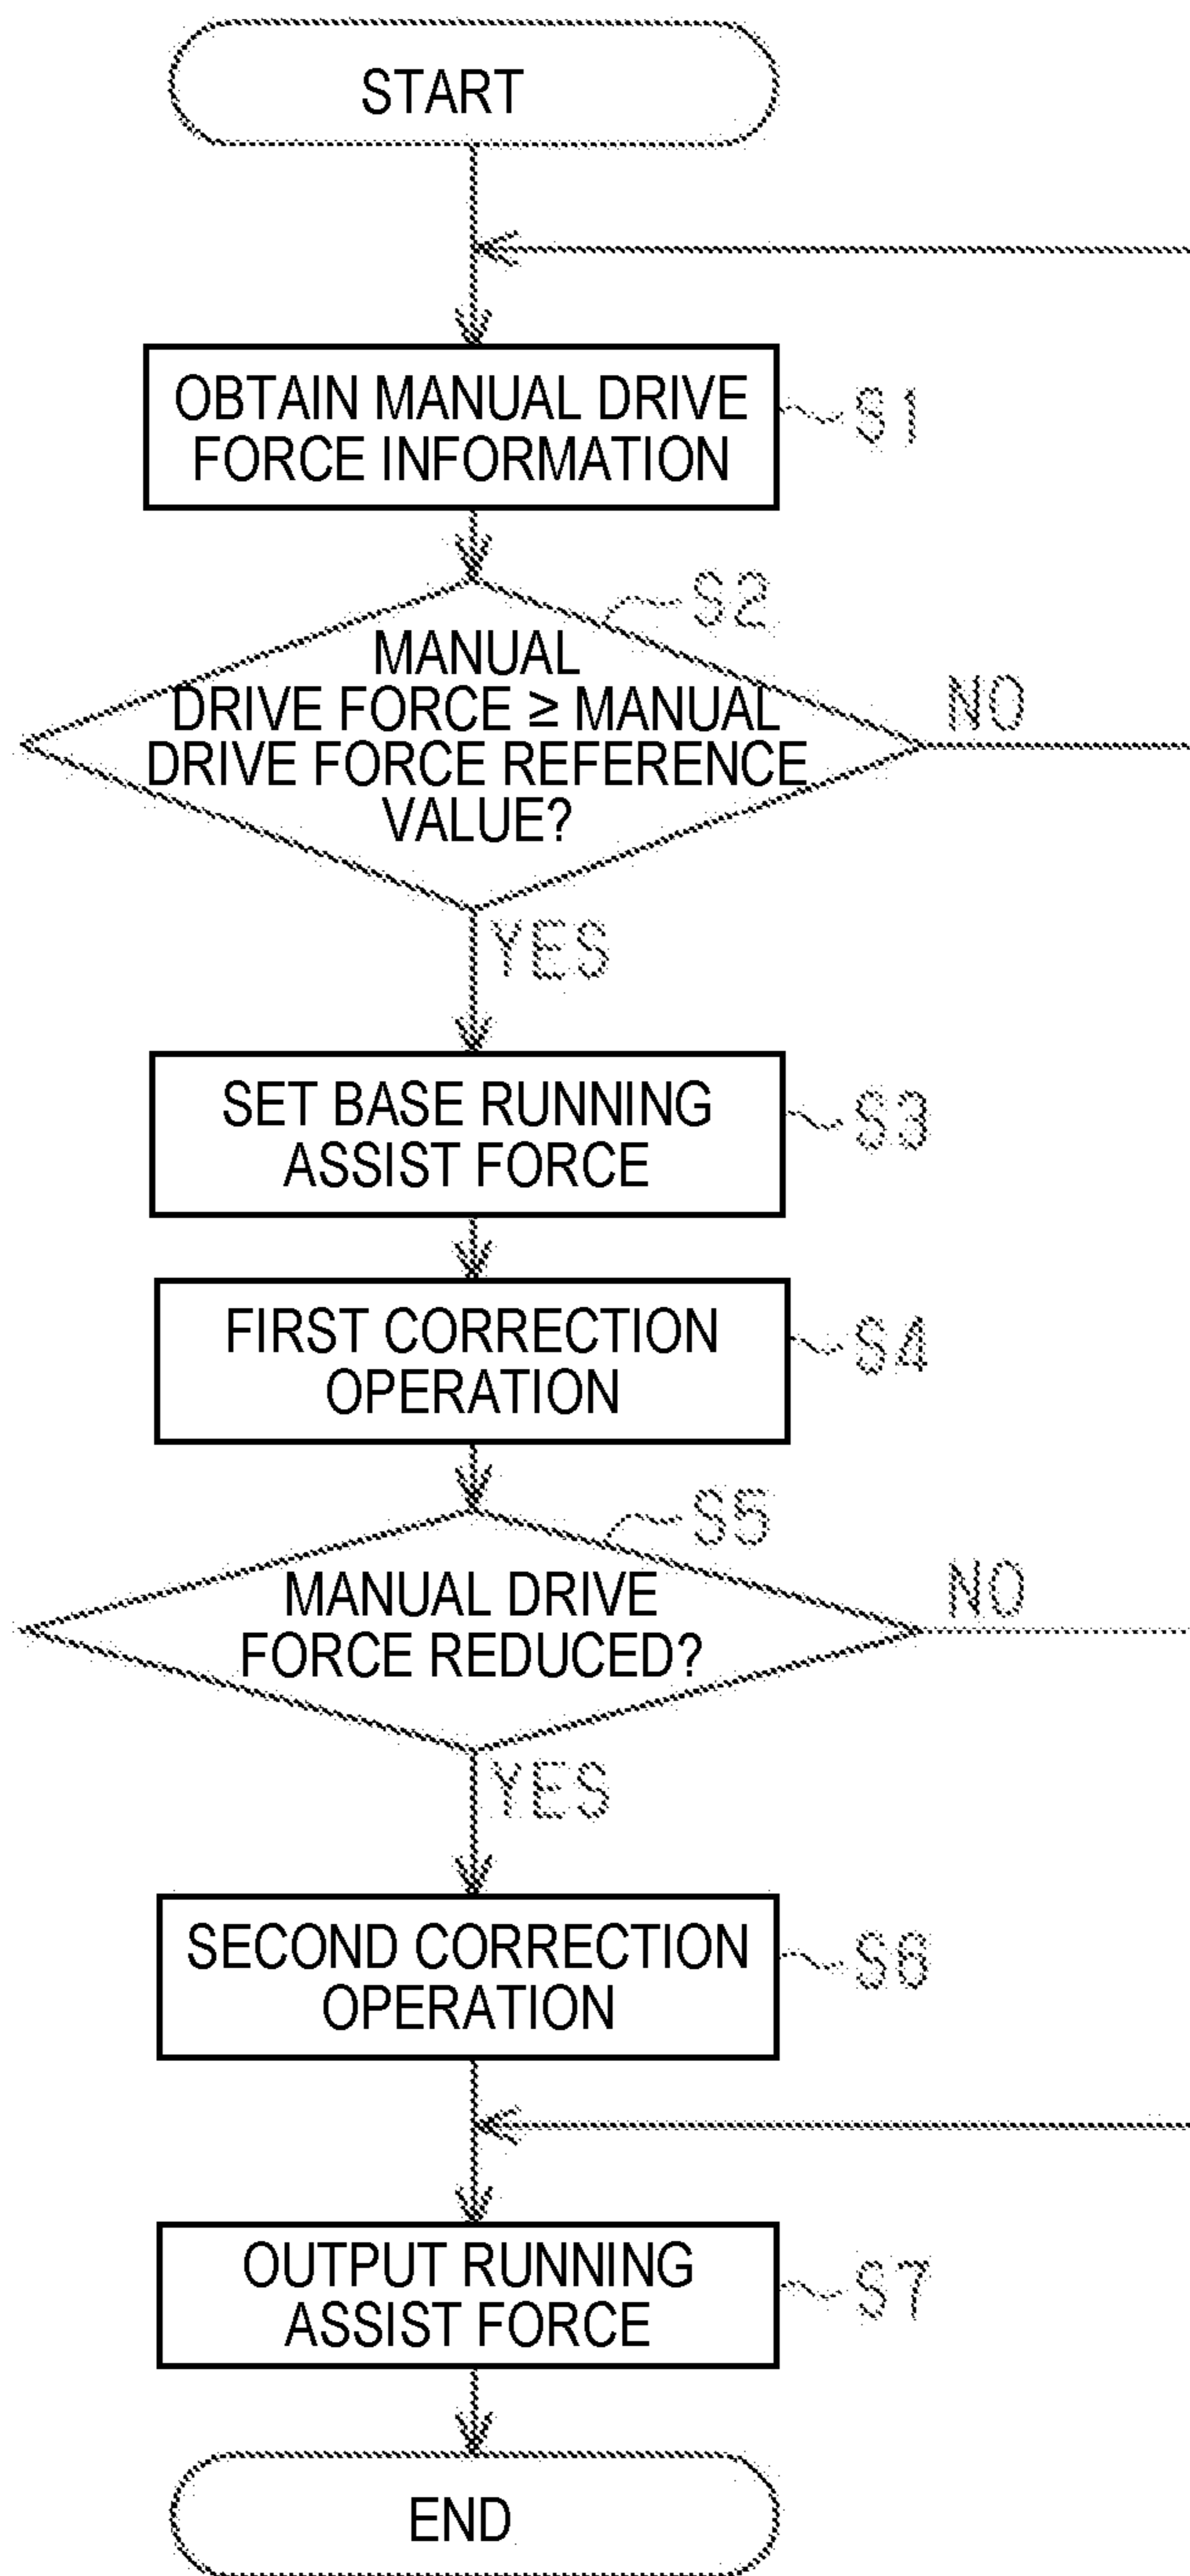 START
OBTAIN MANUAL DRIVE
FORCE INFORMATION
S1
S2
MANUAL
DRIVE FORCE ≥ MANUAL
DRIVE FORCE REFERENCE
VALUE?
NO
YES
SET BASE RUNNING
ASSIST FORCE
S3
FIRST CORRECTION
OPERATION
S4
S5
MANUAL DRIVE
FORCE REDUCED?
NO
YES
SECOND CORRECTION
OPERATION
S6
OUTPUT RUNNING
ASSIST FORCE
S7
END